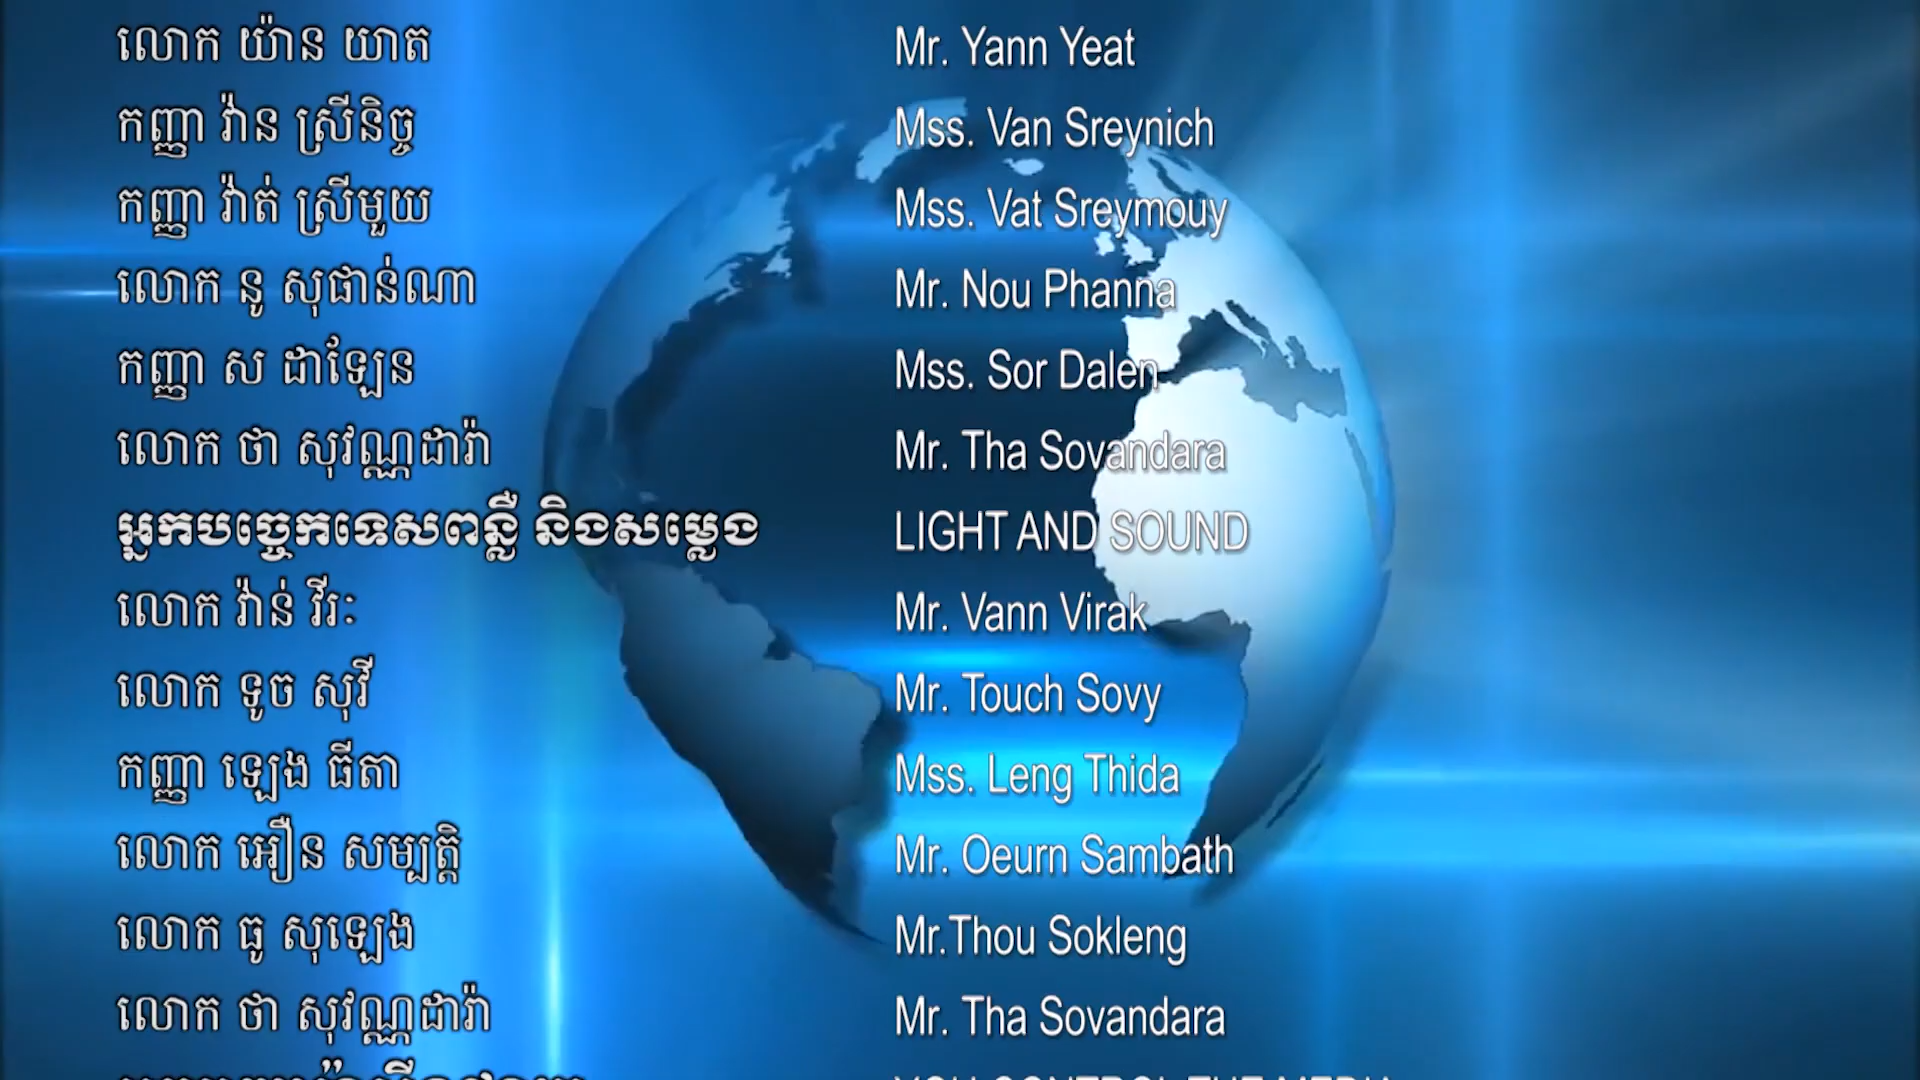 លោក យ៉ាន យាត Mr. Yann Yeat
កញ្ញា វ៉ាន ស្រីនិច្ច Mss. Van Sreynich
កញ្ញា វ៉ាត់ ស្រីមួយ Mss. Vat Sreymouy
លោក នូ សុផាន់ណា Mr. Nou Phanna
កញ្ញា ស ដាឡែន Mss. Sor Dalen
លោក ថា សុវណ្ណដារ៉ា Mr. Tha Sovandara
អ្នកបច្ចេកទេសពន្លឺ និងសម្លេង LIGHT AND SOUND
លោក វ៉ាន់ វីរៈ Mr. Vann Virak
លោក ទូច សុវី Mr. Touch Sovy
កញ្ញា ឡេង ធីតា Mss. Leng Thida
លោក អឿន សម្បត្តិ Mr. Oeurn Sambath
លោក ធូ សុឡេង Mr.Thou Sokleng
លោក ថា សុវណ្ណដារ៉ា Mr. Tha Sovandara